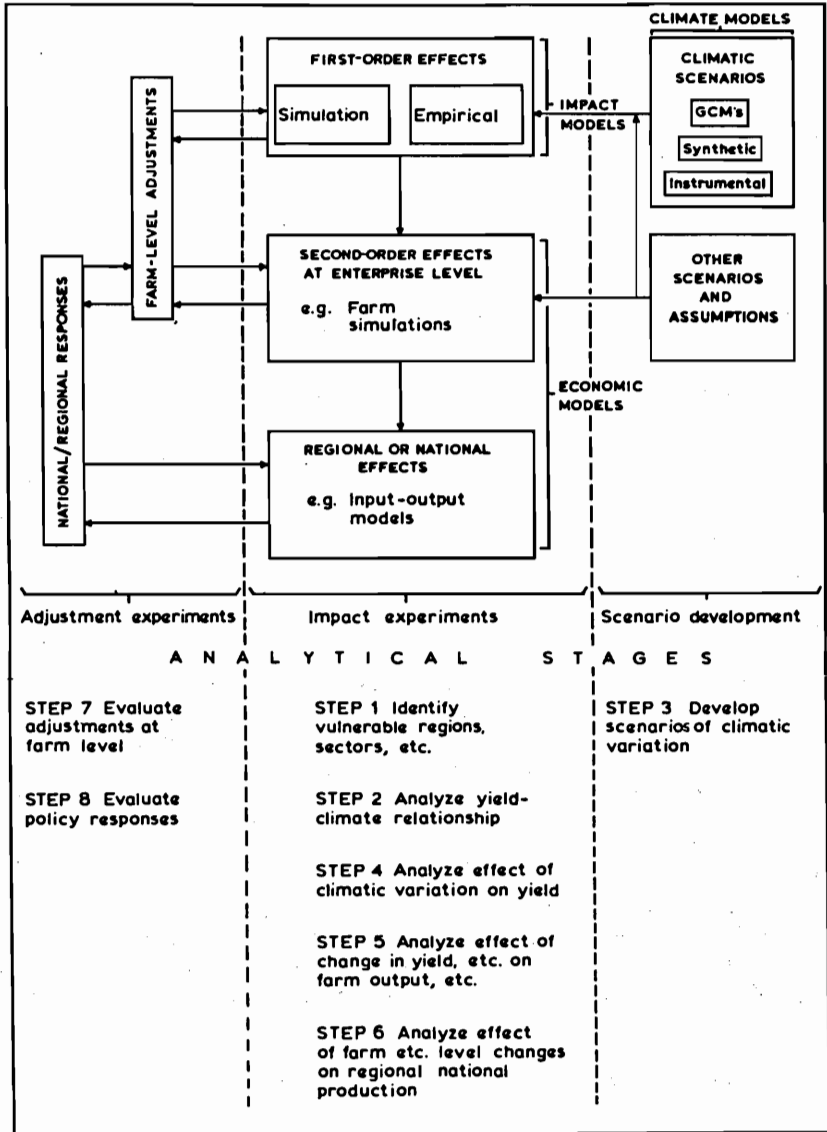 CLIMATE MODELS
FIRST-ORDER EFFECTS
Simulation
Empirical
IMPACT
MODELS
CLIMATIC
SCENARIOS
GCM's
Synthetic
Instrumental
FARM-LEVEL ADJUSTMENTS
NATIONAL/REGIONAL RESPONSES
SECOND-ORDER EFFECTS
AT ENTERPRISE LEVEL
e.g. Farm
simulations
OTHER
SCENARIOS
AND
ASSUMPTIONS
ECONOMIC
MODELS
REGIONAL OR NATIONAL
EFFECTS
e.g. Input-output
models
Adjustment experiments
Impact experiments
Scenario development
ANALYTICAL STAGES
STEP 7 Evaluate
adjustments at
farm level
STEP 8 Evaluate
policy responses
STEP 1 Identify
vulnerable regions,
sectors, etc.
STEP 2 Analyze yield-
climate relationship
STEP 4 Analyze effect of
climatic variation on yield
STEP 5 Analyze effect of
change in yield, etc. on
farm output, etc.
STEP 6 Analyze effect
of farm etc. level changes
on regional national
production
STEP 3 Develop
scenarios of climatic
variation